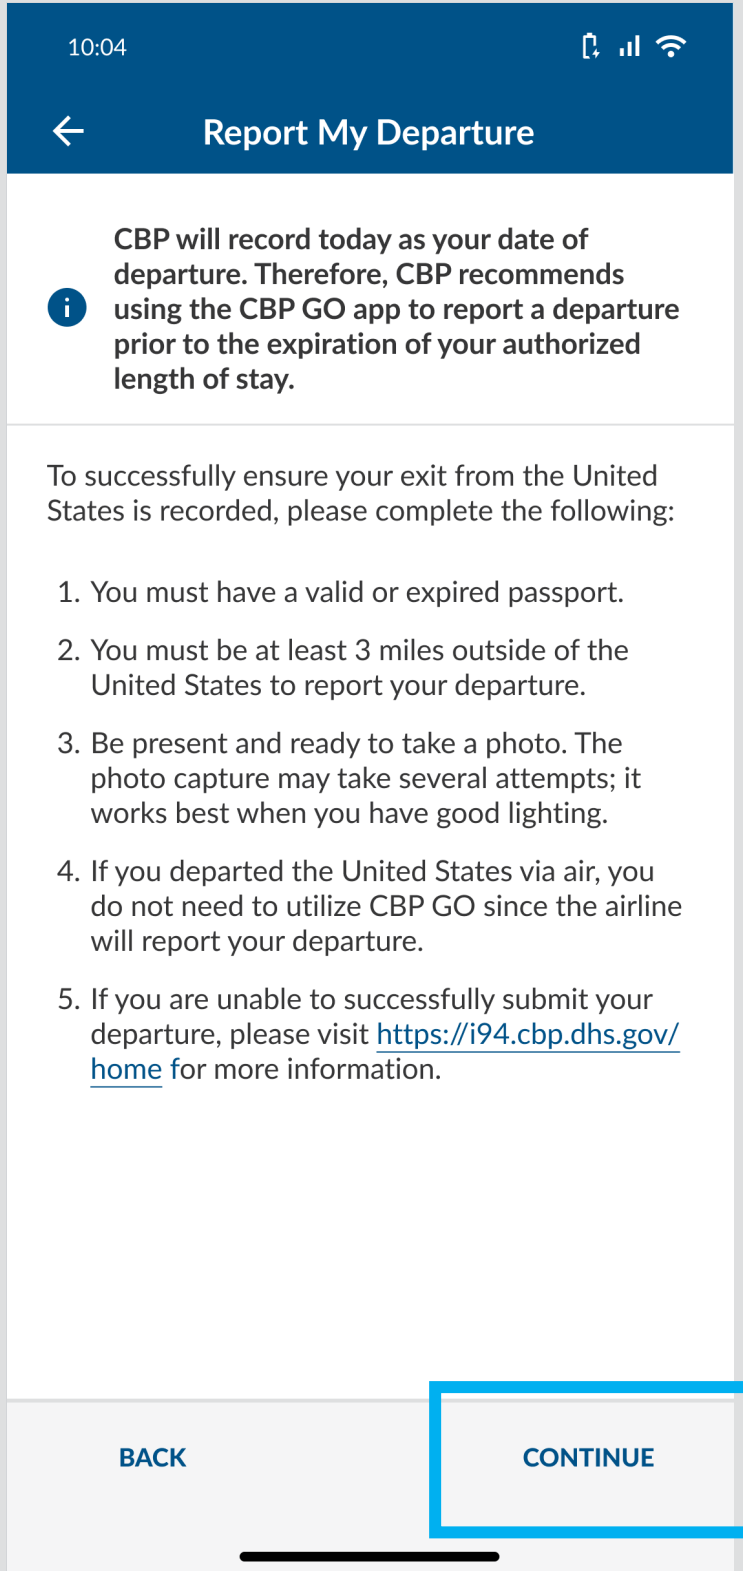 10:04
Report My Departure
CBP will record today as your date of
departure. Therefore, CBP recommends
using the CBP GO app to report a departure
prior to the expiration of your authorized
length of stay.
To successfully ensure your exit from the United
States is recorded, please complete the following:
1. You must have a valid or expired passport.
2. You must be at least 3 miles outside of the
United States to report your departure.
3. Be present and ready to take a photo. The
photo capture may take several attempts; it
works best when you have good lighting.
4. If you departed the United States via air, you
do not need to utilize CBP GO since the airline
will report your departure.
5. If you are unable to successfully submit your
departure, please visit https://i94.cbp.dhs.gov/
home for more information.
BACK CONTINUE